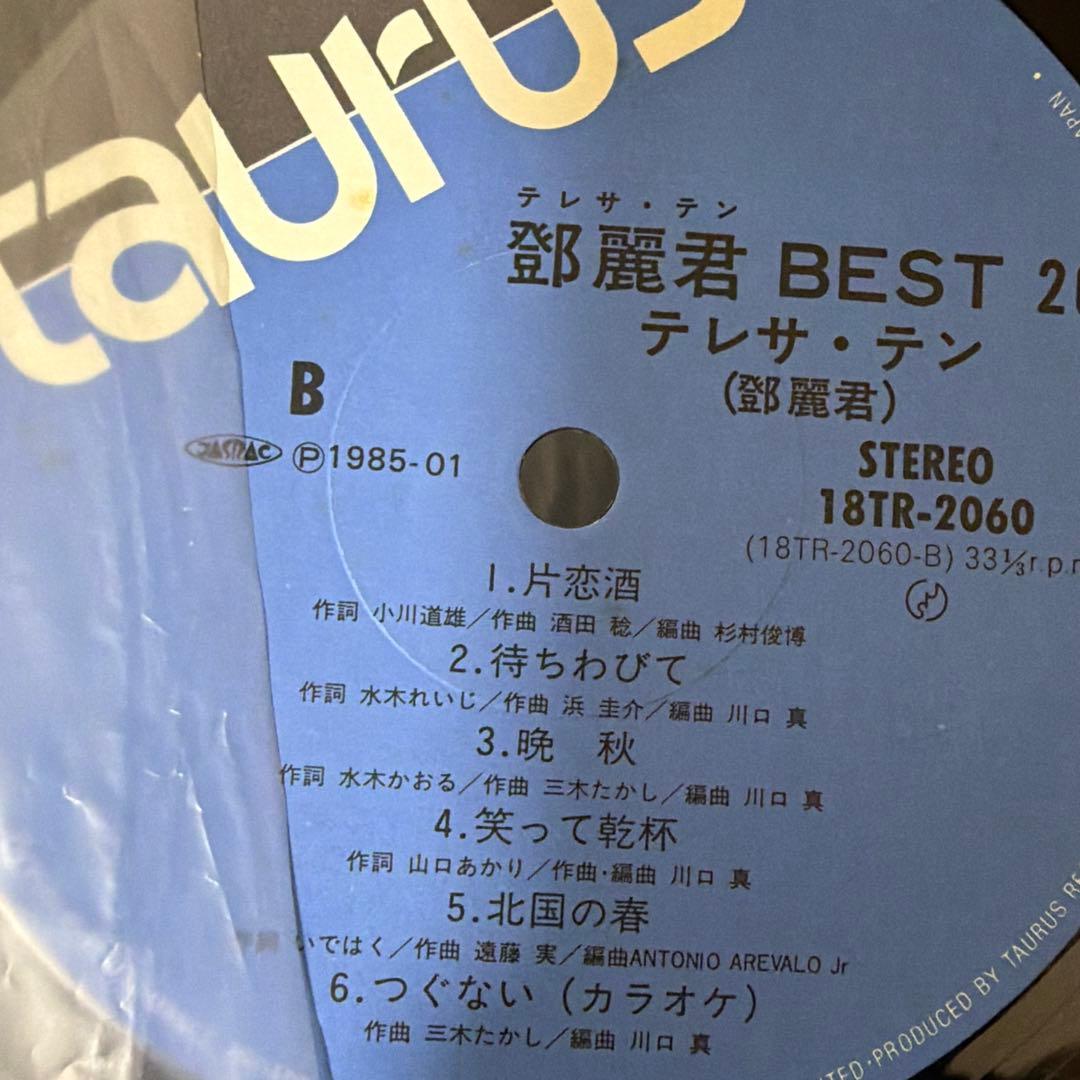 taurus
テレサ・テン
鄧麗君 BEST
テレサ・テン
(鄧麗君)
B
JASRAC
Ⓟ1985-01
STEREO
18TR-2060
(18TR-2060-B) 33⅓r.p.m
1.片恋酒
作詞 小川道雄/作曲 酒田 稔/編曲 杉村俊博
2.待ちわびて
作詞 水木れいじ/作曲 浜 圭介/編曲 川口 真
3.晩 秋
作詞 水木かおる/作曲 三木たかし/編曲 川口 真
4.笑って乾杯
作詞 山口あかり/作曲・編曲 川口 真
5.北国の春
作詞 いではく/作曲 遠藤 実/編曲ANTONIO AREVALO Jr
6.つぐない(カラオケ)
作曲 三木たかし/編曲 川口 真
PRODUCED BY TAURUS